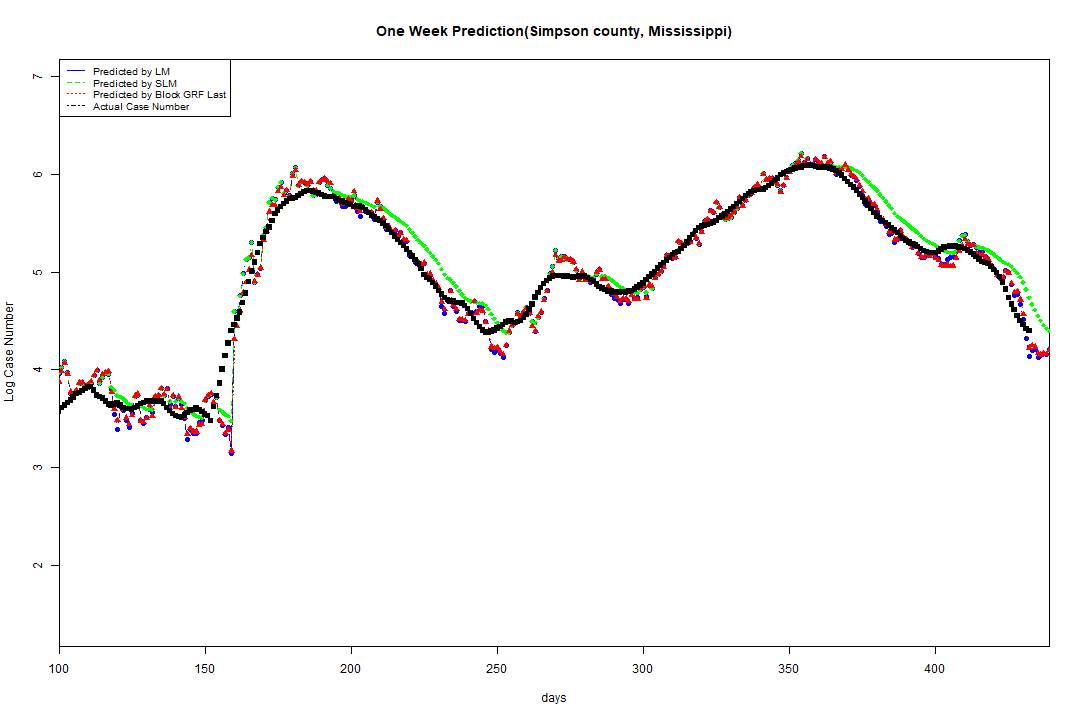 One Week Prediction(Simpson county, Mississippi)
Predicted by LM
Predicted by SLM
Predicted by Block GRF Last
Actual Case Number
7
6
5
4
3
2
Log Case Number
100 150 200 250 300 350 400
days